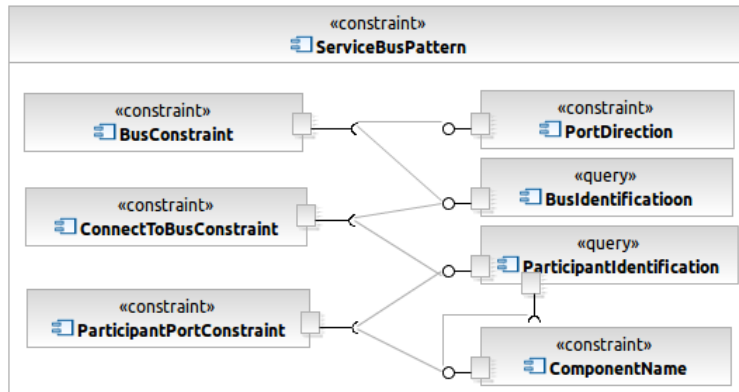 «constraint»
ServiceBusPattern
«constraint»
BusConstraint
«constraint»
PortDirection
«query»
BusIdentificatioon
«constraint»
ConnectToBusConstraint
«query»
ParticipantIdentification
«constraint»
ParticipantPortConstraint
«constraint»
ComponentName